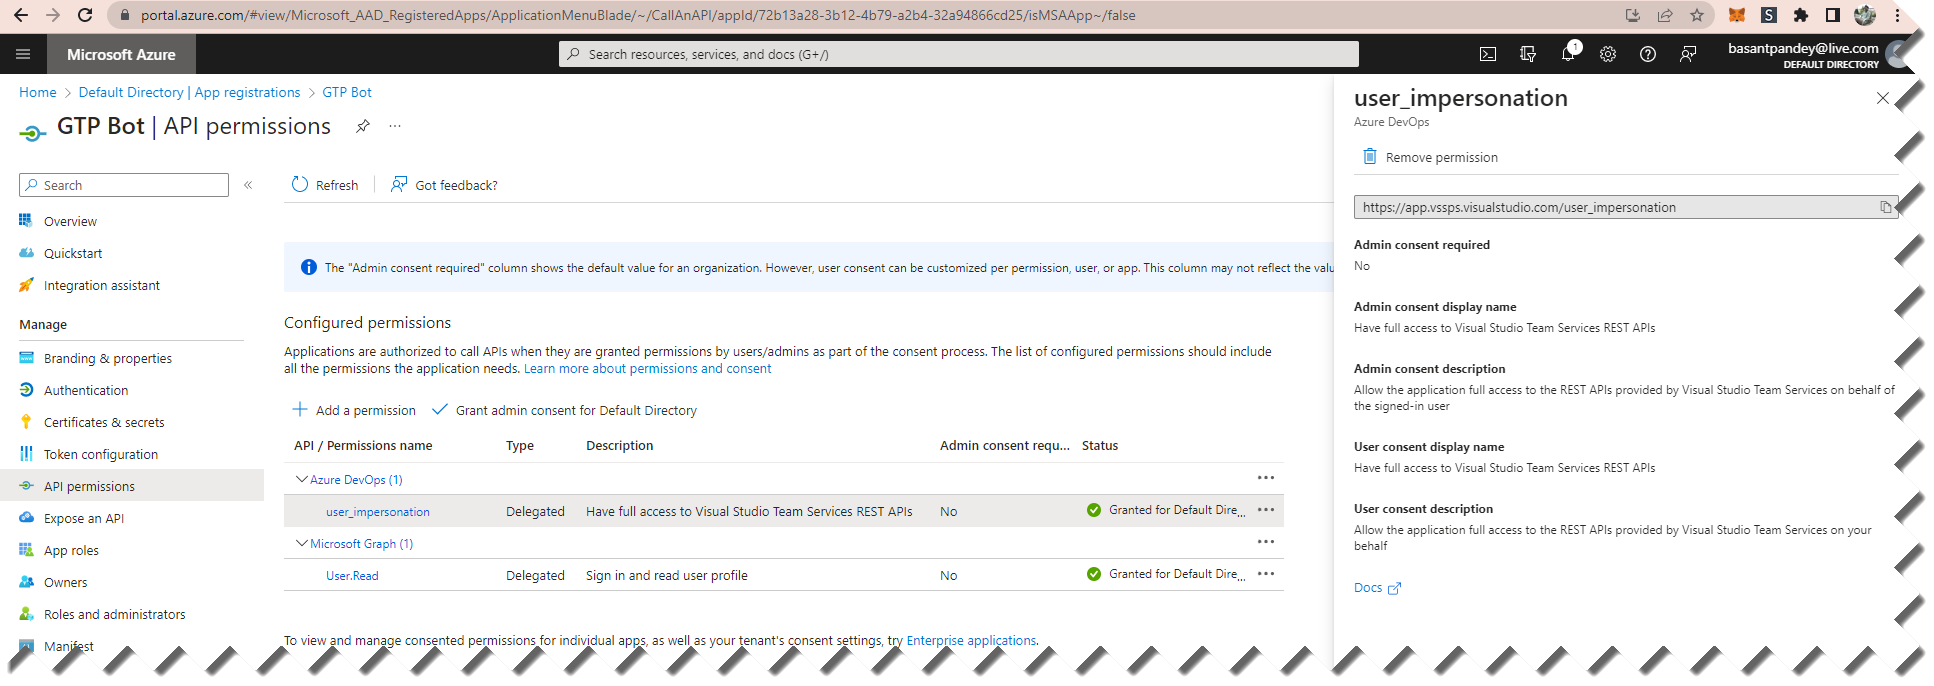 portal.azure.com/#view/Microsoft_AAD_RegisteredApps/ApplicationMenuBlade/~/CallAnAPI/appId/72b13a28-3b12-4b79-a2b4-32a94866cd25/isMSAApp~/false
S
Microsoft Azure
Search resources, services, and docs (G+/)
1
basantpandey@live.com
DEFAULT DIRECTORY
Home > Default Directory | App registrations > GTP Bot
GTP Bot | API permissions
...
Search
«
Overview
Quickstart
Integration assistant
Manage
Branding & properties
Authentication
Certificates & secrets
Token configuration
API permissions
Expose an API
App roles
Owners
Roles and administrators
Manifest
Refresh
Got feedback?
The "Admin consent required" column shows the default value for an organization. However, user consent can be customized per permission, user, or app. This column may not reflect the valu
Configured permissions
Applications are authorized to call APIs when they are granted permissions by users/admins as part of the consent process. The list of configured permissions should include
all the permissions the application needs. Learn more about permissions and consent
Add a permission
Grant admin consent for Default Directory
API / Permissions name Type Description Admin consent requ... Status
Azure DevOps (1) ...
user_impersonation Delegated Have full access to Visual Studio Team Services REST APIs No Granted for Default Dire... ...
Microsoft Graph (1) ...
User.Read Delegated Sign in and read user profile No Granted for Default Dire... ...
To view and manage consented permissions for individual apps, as well as your tenant's consent settings, try Enterprise applications.
user_impersonation
Azure DevOps
Remove permission
https://app.vssps.visualstudio.com/user_impersonation
Admin consent required
No
Admin consent display name
Have full access to Visual Studio Team Services REST APIs
Admin consent description
Allow the application full access to the REST APIs provided by Visual Studio Team Services on behalf of
the signed-in user
User consent display name
Have full access to Visual Studio Team Services REST APIs
User consent description
Allow the application full access to the REST APIs provided by Visual Studio Team Services on your
behalf
Docs